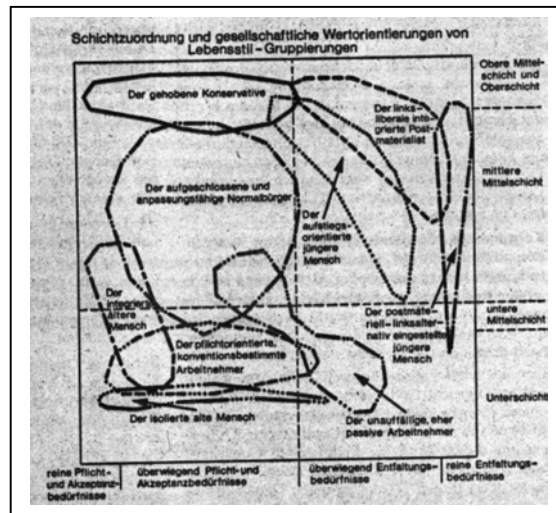 Schichtzuordnung und gesellschaftliche Wertorientierungen von
Lebensstil-Gruppierungen
Obere Mittel-
schicht und
Oberschicht
Der gehobene Konservative
Der links-
liberale inte-
grierte Post-
materialist
mittlere
Mittelschicht
Der aufgeschlossene und
anpassungsfähige Normalbürger
Der
aufstiegs-
orientierte
jüngere
Mensch
Der
integrierte
ältere
Mensch
Der postmate-
riell-linksalter-
nativ eingestellte
jüngere
Mensch
untere
Mittelschicht
Der pflichtorientierte,
konventionsbestimmte
Arbeitnehmer
Unterschicht
Der isolierte alte Mensch
Der unauffällige, eher
passive Arbeitnehmer
reine Pflicht-
und Akzeptanz-
bedürfnisse
überwiegend Pflicht- und
Akzeptanzbedürfnisse
überwiegend Entfaltungs-
bedürfnisse
reine Entfaltungs-
bedürfnisse